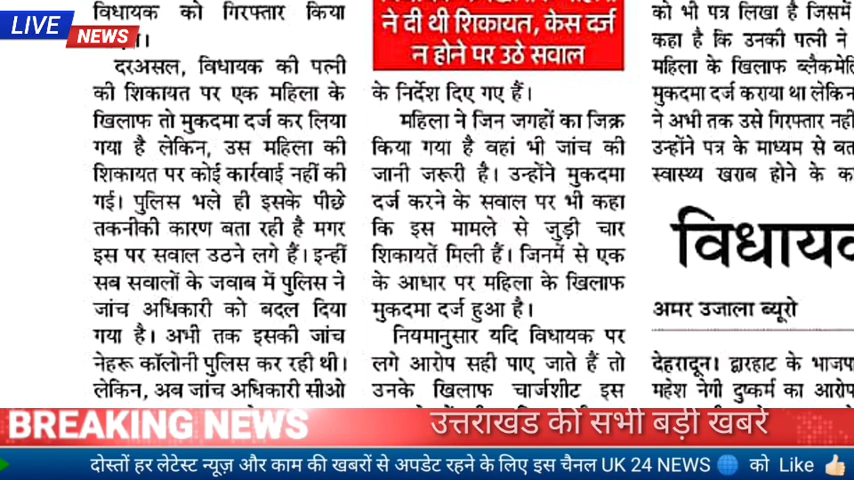 LIVE
NEWS
विधायक को गिरफ्तार किया
दरअसल, विधायक की पत्नी
की शिकायत पर एक महिला के
खिलाफ तो मुकदमा दर्ज कर लिया
गया है लेकिन, उस महिला की
शिकायत पर कोई कार्रवाई नहीं की
गई। पुलिस भले ही इसके पीछे
तकनीकी कारण बता रही है मगर
इस पर सवाल उठने लगे हैं। इन्हीं
सब सवालों के जवाब में पुलिस ने
जांच अधिकारी को बदल दिया
गया है। अभी तक इसकी जांच
नेहरू कॉलोनी पुलिस कर रही थी।
लेकिन, अब जांच अधिकारी सीओ
ने दी थी शिकायत, केस दर्ज
न होने पर उठे सवाल
के निर्देश दिए गए हैं।
महिला ने जिन जगहों का जिक्र
किया गया है वहां भी जांच की
जानी जरूरी है। उन्होंने मुकदमा
दर्ज करने के सवाल पर भी कहा
कि इस मामले से जुड़ी चार
शिकायतें मिली हैं। जिनमें से एक
के आधार पर महिला के खिलाफ
मुकदमा दर्ज हुआ है।
नियमानुसार यदि विधायक पर
लगे आरोप सही पाए जाते हैं तो
उनके खिलाफ चार्जशीट इस
को भी पत्र लिखा है जिसमें
कहा है कि उनकी पत्नी ने
महिला के खिलाफ ब्लैकमे
मुकदमा दर्ज कराया था लेकिन
ने अभी तक उसे गिरफ्तार नहीं
उन्होंने पत्र के माध्यम से बत
स्वास्थ्य खराब होने के क
विधायक
अमर उजाला ब्यूरो
देहरादून। द्वारहाट के भाजप
महेश नेगी दुष्कर्म का आरोप
BREAKING NEWS
उत्तराखंड की सभी बड़ी खबरे
दोस्तों हर लेटेस्ट न्यूज़ और काम की खबरों से अपडेट रहने के लिए इस चैनल UK 24 NEWS 🌐 को Like 👍🏻